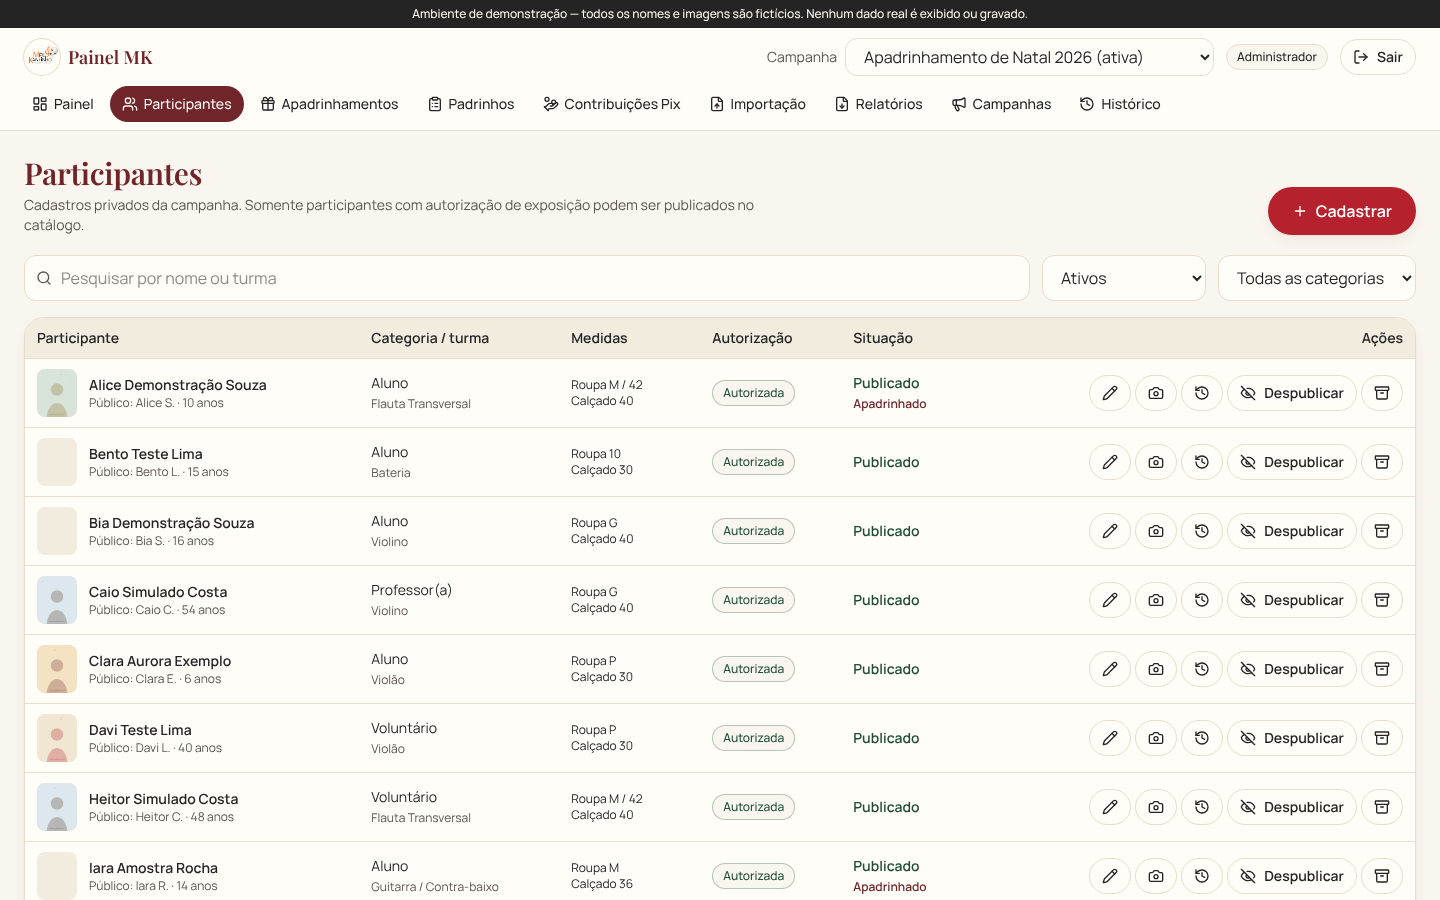 Ambiente de demonstração — todos os nomes e imagens são fictícios. Nenhum dado real é exibido ou gravado.
Painel MK
Campanha
Apadrinhamento de Natal 2026 (ativa)
Administrador
Sair
Painel
Participantes
Apadrinhamentos
Padrinhos
Contribuições Pix
Importação
Relatórios
Campanhas
Histórico
Participantes
Cadastros privados da campanha. Somente participantes com autorização de exposição podem ser publicados no
catálogo.
Cadastrar
Pesquisar por nome ou turma
Ativos
Todas as categorias
Participante
Categoria / turma
Medidas
Autorização
Situação
Ações
Alice Demonstração Souza
Público: Alice S. · 10 anos
Aluno
Flauta Transversal
Roupa M / 42
Calçado 40
Autorizada
Publicado
Apadrinhado
Despublicar
Bento Teste Lima
Público: Bento L. · 15 anos
Aluno
Bateria
Roupa 10
Calçado 30
Autorizada
Publicado
Despublicar
Bia Demonstração Souza
Público: Bia S. · 16 anos
Aluno
Violino
Roupa G
Calçado 40
Autorizada
Publicado
Despublicar
Caio Simulado Costa
Público: Caio C. · 54 anos
Professor(a)
Violino
Roupa G
Calçado 40
Autorizada
Publicado
Despublicar
Clara Aurora Exemplo
Público: Clara E. · 6 anos
Aluno
Violão
Roupa P
Calçado 30
Autorizada
Publicado
Despublicar
Davi Teste Lima
Público: Davi L. · 40 anos
Voluntário
Violão
Roupa P
Calçado 30
Autorizada
Publicado
Despublicar
Heitor Simulado Costa
Público: Heitor C. · 48 anos
Voluntário
Flauta Transversal
Roupa M / 42
Calçado 40
Autorizada
Publicado
Despublicar
Iara Amostra Rocha
Público: Iara R. · 14 anos
Aluno
Guitarra / Contra-baixo
Roupa M
Calçado 36
Autorizada
Publicado
Apadrinhado
Despublicar